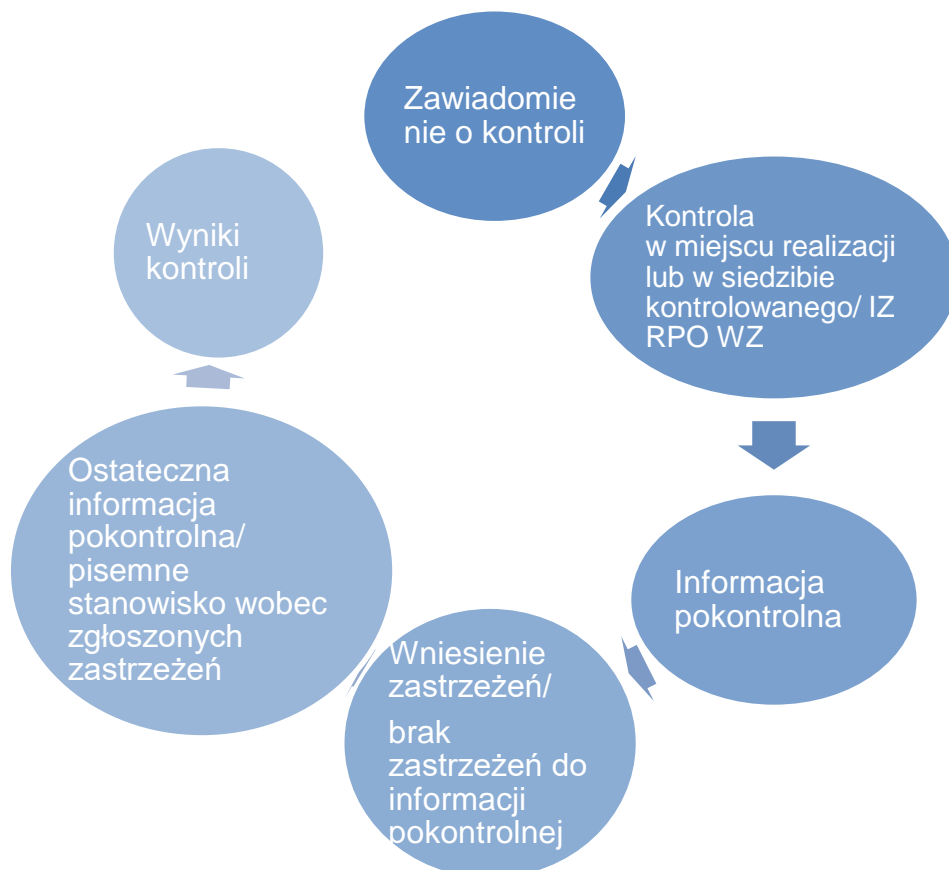 Zawiadomie
nie o kontroli
Kontrola
w miejscu realizacji
lub w siedzibie
kontrolowanego/ IZ
RPO WZ
Informacja
pokontrolna
Wniesienie
zastrzeżeń/
brak
zastrzeżeń do
informacji
pokontrolnej
Ostateczna
informacja
pokontrolna/
pisemne
stanowisko wobec
zgłoszonych
zastrzeżeń
Wyniki
kontroli